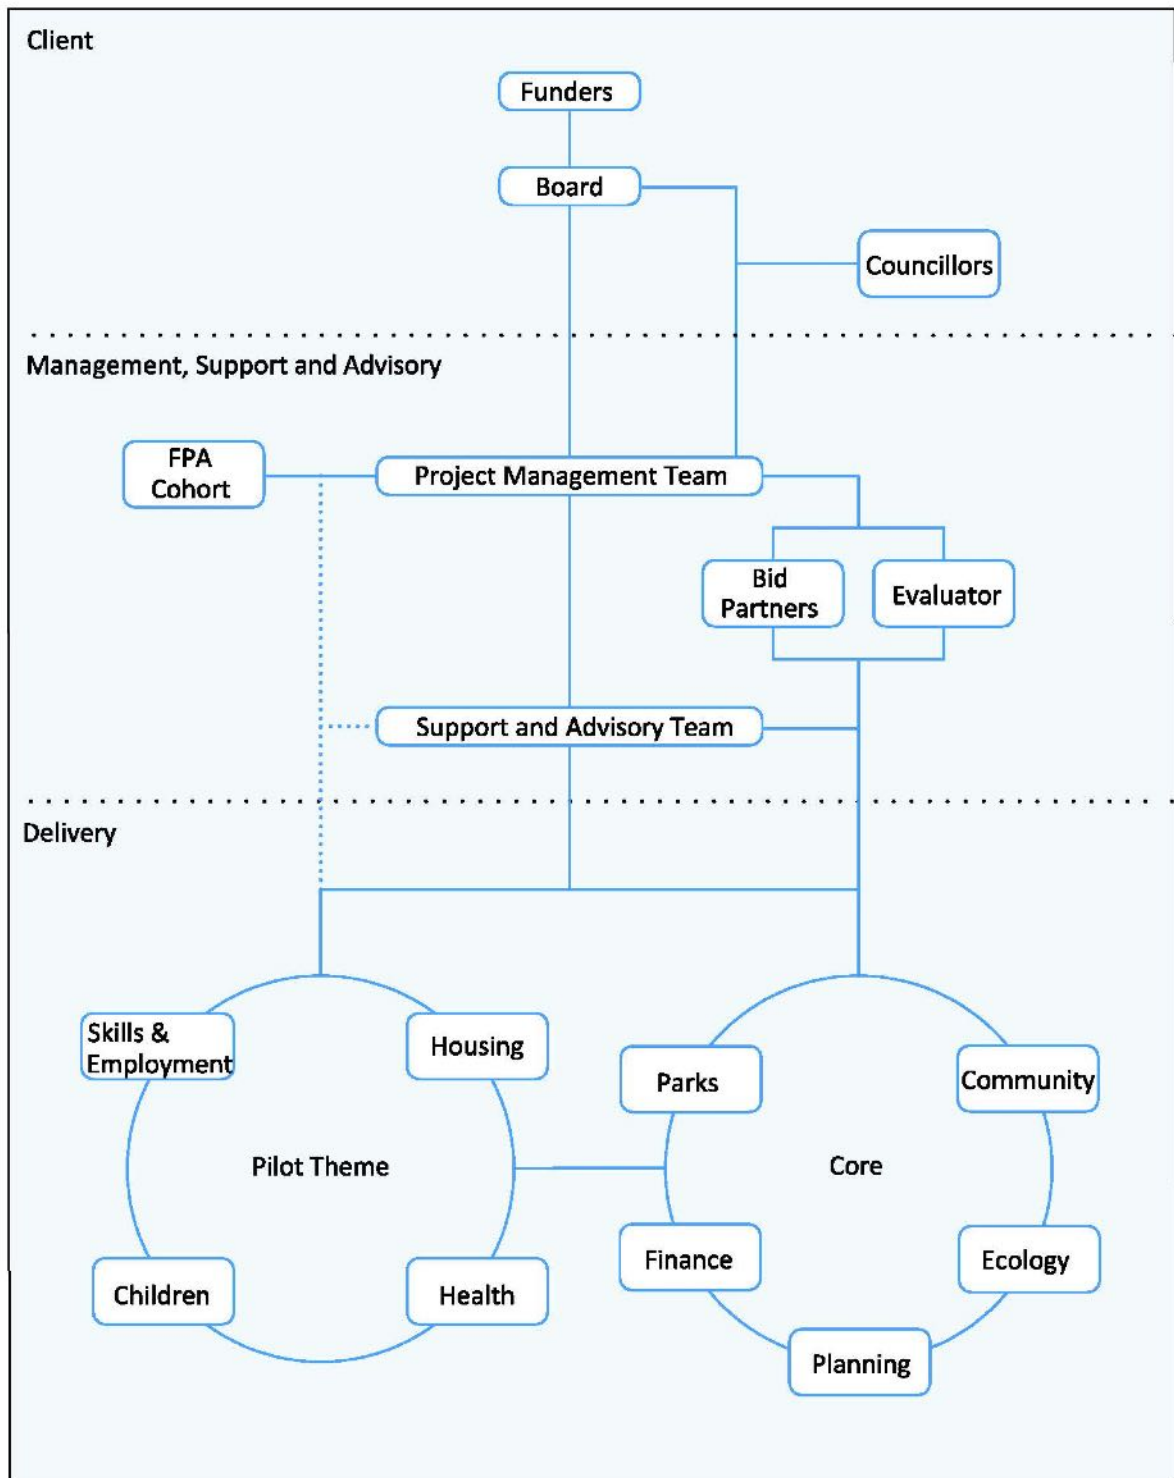 Client
Funders
Board
Councillors
Management, Support and Advisory
FPA
Cohort
Project Management Team
Bid
Partners
Evaluator
Support and Advisory Team
Delivery
Skills &
Employment
Housing
Parks
Community
Pilot Theme
Core
Finance
Ecology
Children
Health
Planning